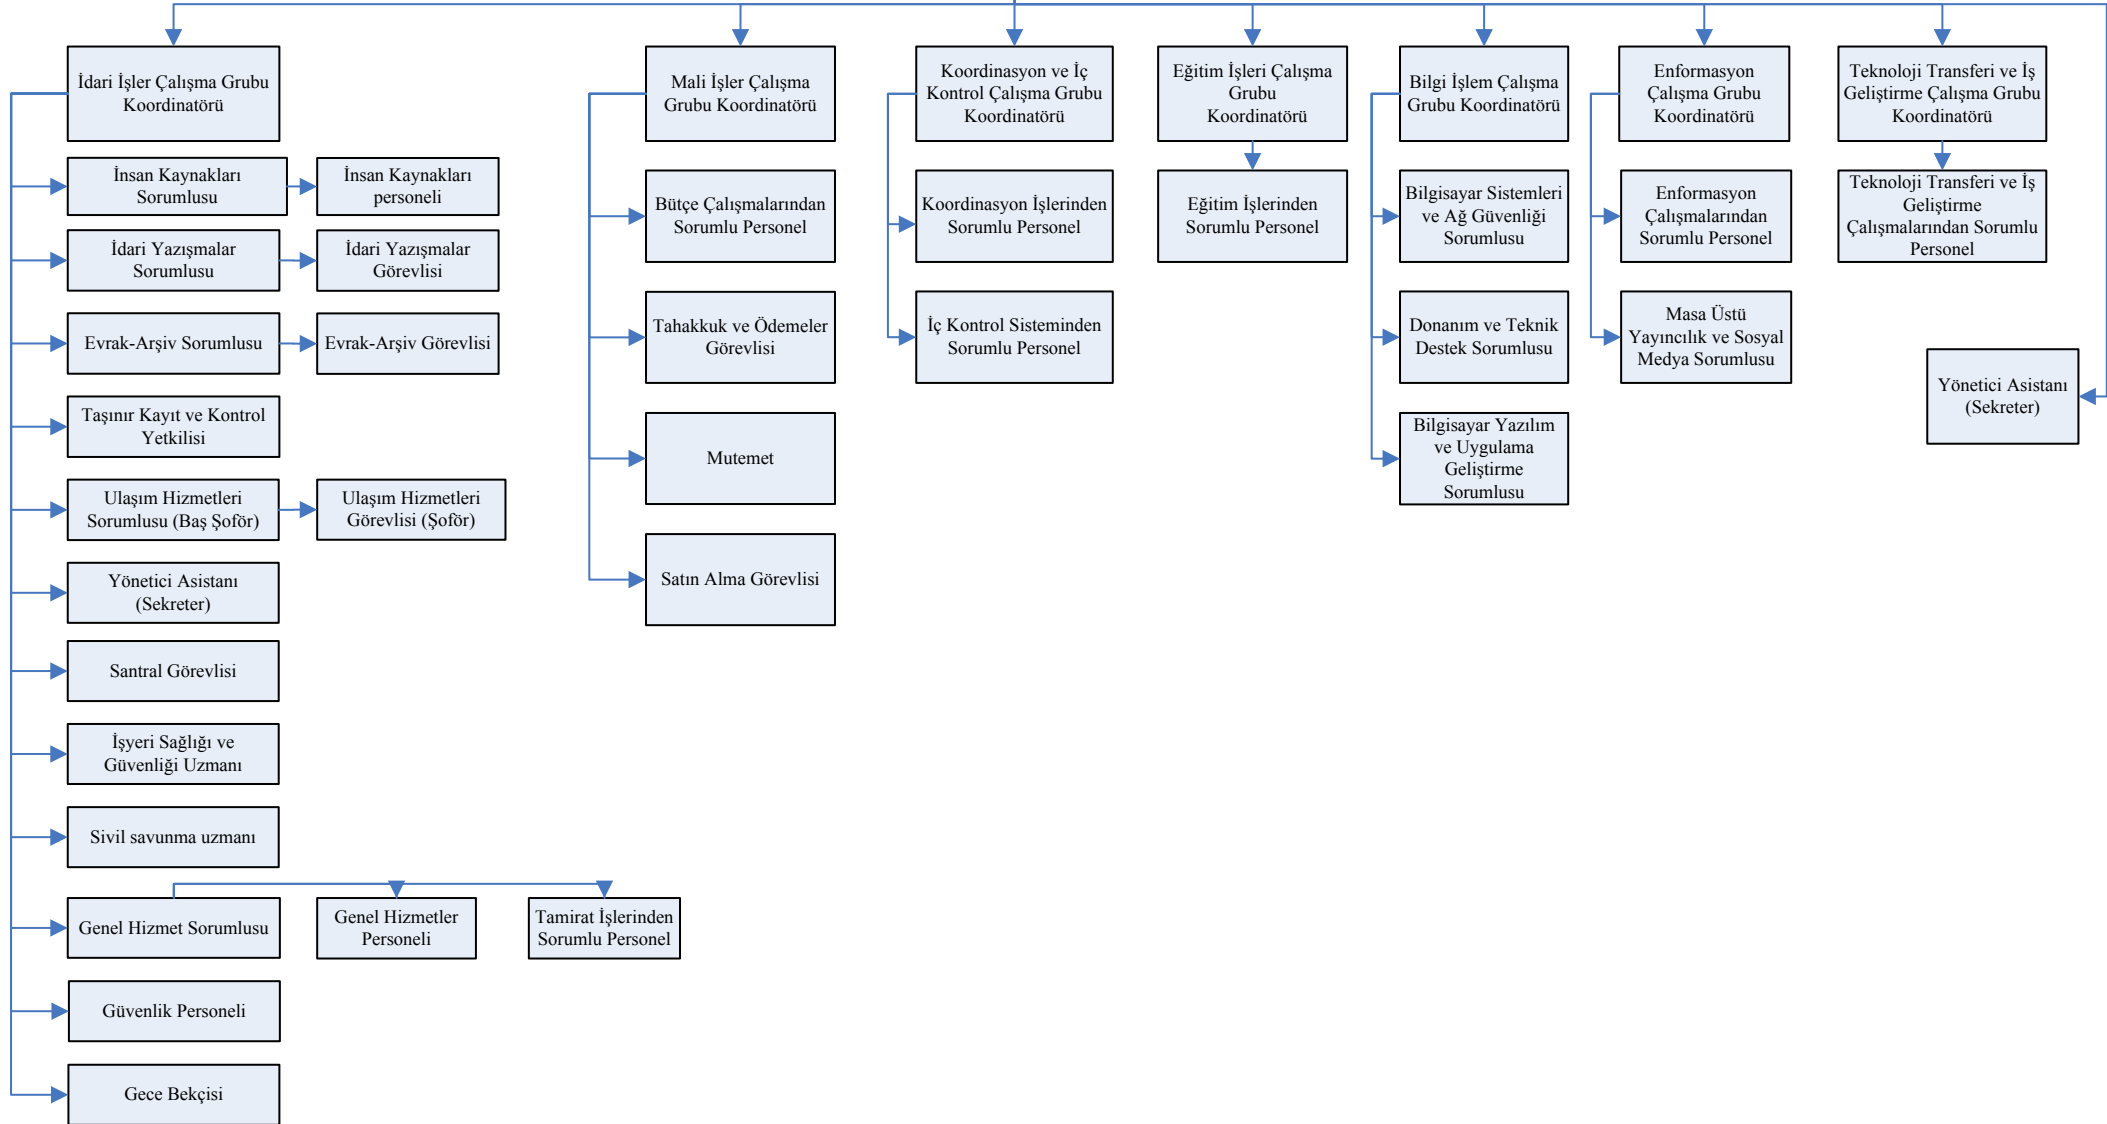 İdari İşler Çalışma Grubu
Koordinatörü
Mali İşler Çalışma
Grubu Koordinatörü
Koordinasyon ve İç
Kontrol Çalışma Grubu
Koordinatörü
Eğitim İşleri Çalışma
Grubu
Koordinatörü
Bilgi İşlem Çalışma
Grubu Koordinatörü
Enformasyon
Çalışma Grubu
Koordinatörü
Teknoloji Transferi ve İş
Geliştirme Çalışma Grubu
Koordinatörü
İnsan Kaynakları
Sorumlusu
İnsan Kaynakları
personeli
İdari Yazışmalar
Sorumlusu
İdari Yazışmalar
Görevlisi
Evrak-Arşiv Sorumlusu
Evrak-Arşiv Görevlisi
Taşınır Kayıt ve Kontrol
Yetkilisi
Ulaşım Hizmetleri
Sorumlusu (Baş Şoför)
Ulaşım Hizmetleri
Görevlisi (Şoför)
Yönetici Asistanı
(Sekreter)
Santral Görevlisi
İşyeri Sağlığı ve
Güvenliği Uzmanı
Sivil savunma uzmanı
Genel Hizmet Sorumlusu
Genel Hizmetler
Personeli
Tamirat İşlerinden
Sorumlu Personel
Güvenlik Personeli
Gece Bekçisi
Bütçe Çalışmalarından
Sorumlu Personel
Tahakkuk ve Ödemeler
Görevlisi
Mutemet
Satın Alma Görevlisi
Koordinasyon İşlerinden
Sorumlu Personel
İç Kontrol Sisteminden
Sorumlu Personel
Eğitim İşlerinden
Sorumlu Personel
Bilgisayar Sistemleri
ve Ağ Güvenliği
Sorumlusu
Donanım ve Teknik
Destek Sorumlusu
Bilgisayar Yazılım
ve Uygulama
Geliştirme
Sorumlusu
Enformasyon
Çalışmalarından
Sorumlu Personel
Masa Üstü
Yayıncılık ve Sosyal
Medya Sorumlusu
Teknoloji Transferi ve İş
Geliştirme
Çalışmalarından Sorumlu
Personel
Yönetici Asistanı
(Sekreter)